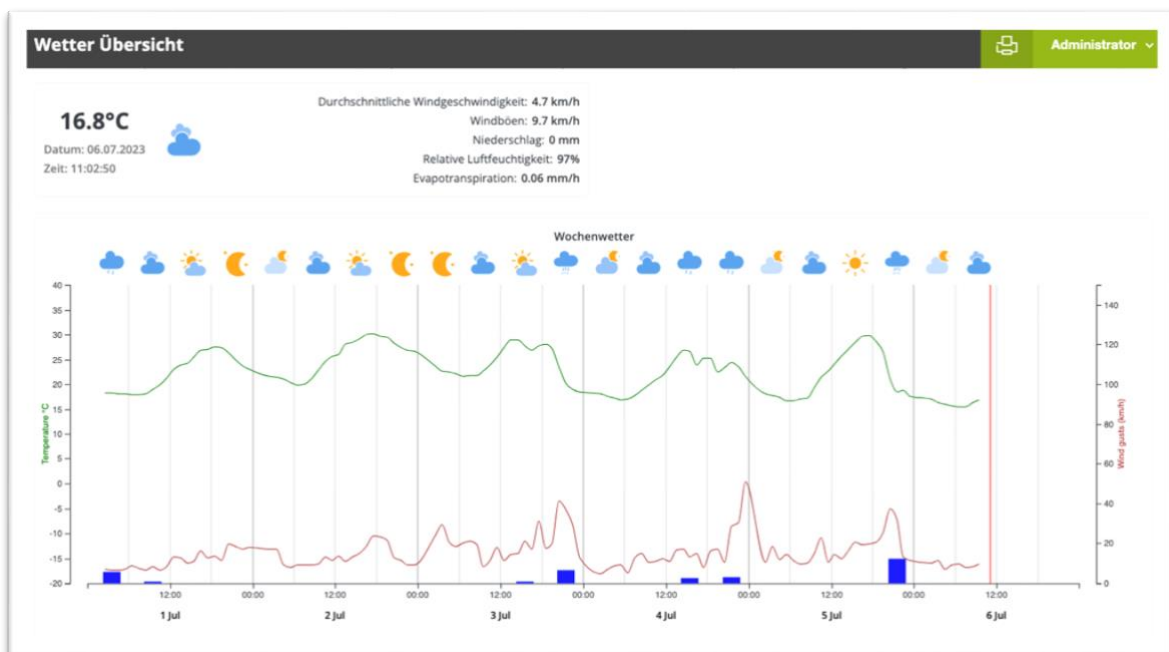 Wetter Übersicht
Administrator
16.8°C
Datum: 06.07.2023
Zeit: 11:02:50
Durchschnittliche Windgeschwindigkeit: 4.7 km/h
Windböen: 9.7 km/h
Niederschlag: 0 mm
Relative Luftfeuchtigkeit: 97%
Evapotranspiration: 0.06 mm/h
Wochenwetter
Temperature °C
40
35
30
25
20
15
10
5
0
-5
-10
-15
-20
140
120
100
80
60
40
20
0
Wind gusts (km/h)
12:00 00:00 12:00 00:00 12:00 00:00 12:00 00:00 12:00 00:00 12:00
1 Jul 2 Jul 3 Jul 4 Jul 5 Jul 6 Jul